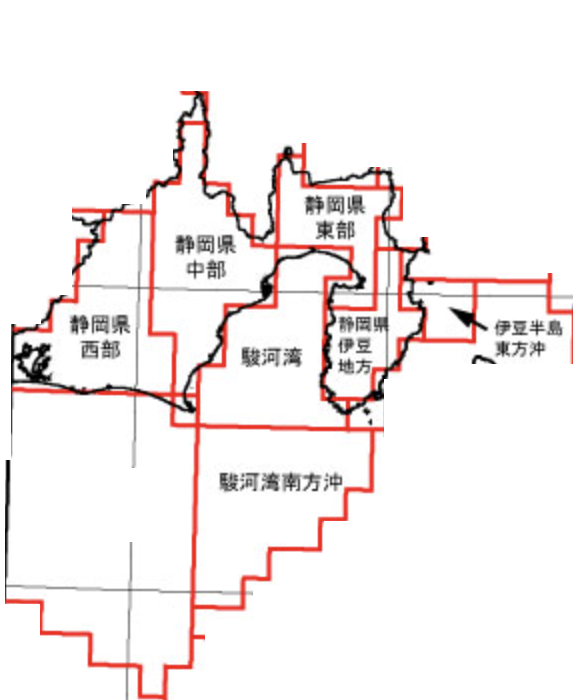 静岡県
東部
静岡県
中部
静岡県
西部
静岡県
伊豆
地方
伊豆半島
東方沖
駿河湾
駿河湾南方沖